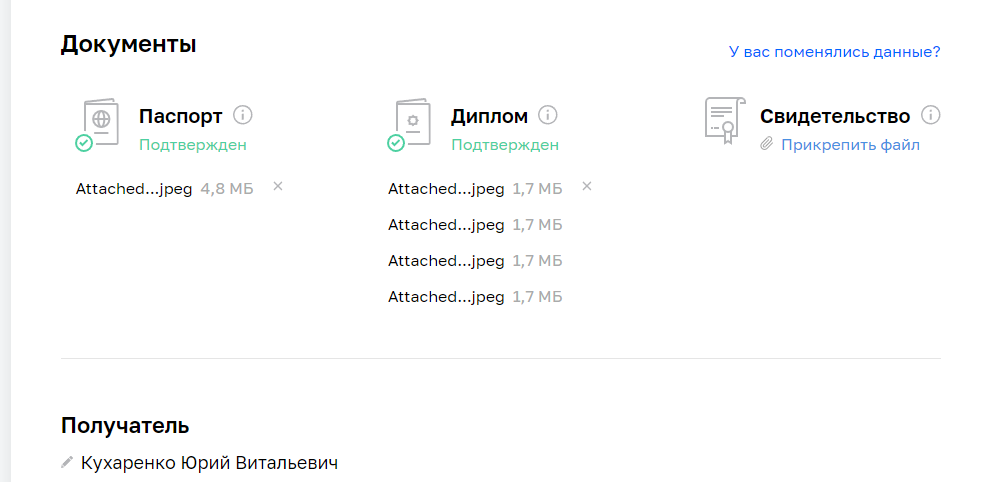 Документы
У вас поменялись данные?
Паспорт
Подтвержден
Attached...jpeg 4,8 МБ
Диплом
Подтвержден
Attached...jpeg 1,7 МБ
Attached...jpeg 1,7 МБ
Attached...jpeg 1,7 МБ
Attached...jpeg 1,7 МБ
Свидетельство
Прикрепить файл
Получатель
Кухаренко Юрий Витальевич